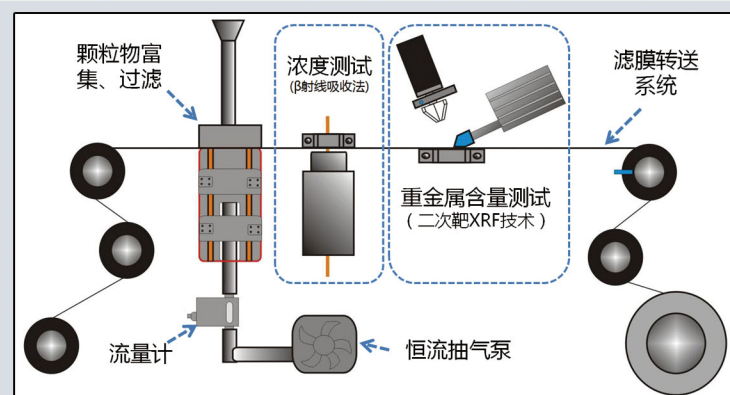 颗粒物富
集、过滤
浓度测试
(β射线吸收法)
滤膜转送
系统
重金属含量测试
（二次靶XRF技术）
流量计
恒流抽气泵